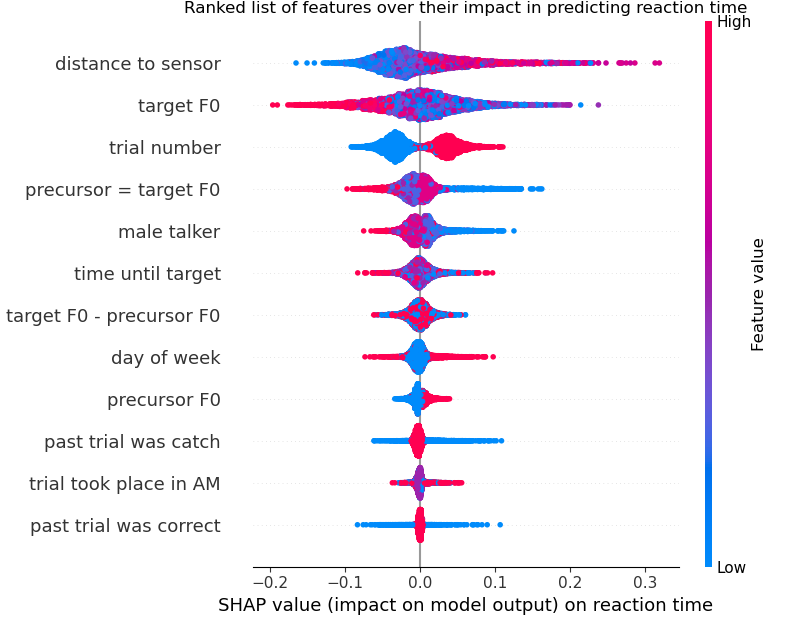 Ranked list of features over their impact in predicting reaction time
High
distance to sensor
target F0
trial number
precursor = target F0
male talker
time until target
target F0 - precursor F0
day of week
precursor F0
past trial was catch
trial took place in AM
past trial was correct
Feature value
Low
−0.2 −0.1 0.0 0.1 0.2 0.3
SHAP value (impact on model output) on reaction time